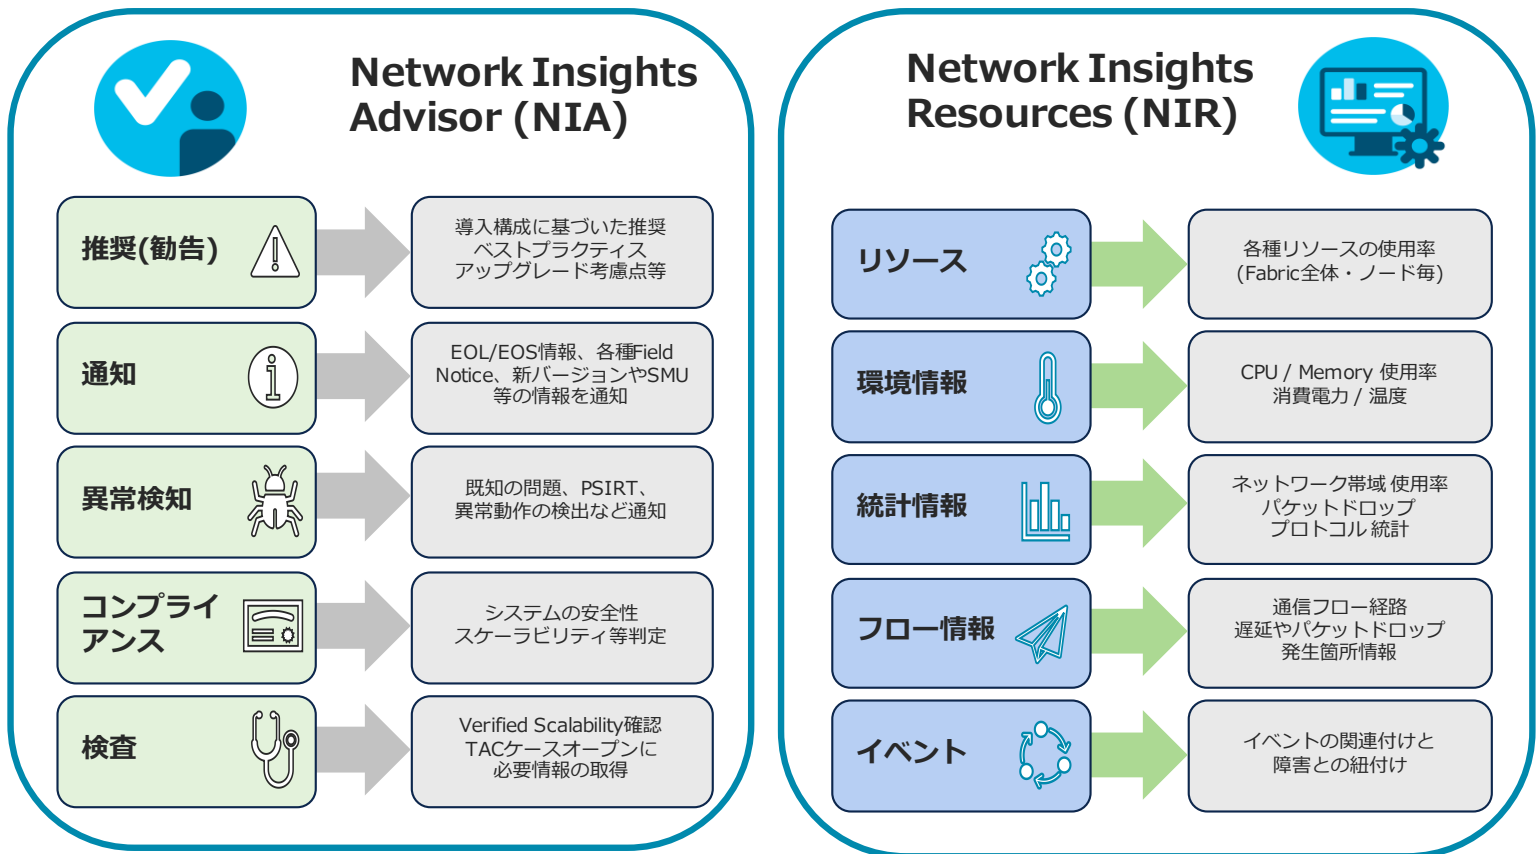 Network Insights
Advisor (NIA)
推奨(勧告)
導入構成に基づいた推奨
ベストプラクティス
アップグレード考慮点等
通知
EOL/EOS情報、各種Field
Notice、新バージョンやSMU
等の情報を通知
異常検知
既知の問題、PSIRT、
異常動作の検出など通知
コンプライ
アンス
システムの安全性
スケーラビリティ等判定
検査
Verified Scalability確認
TACケースオープンに
必要情報の取得
Network Insights
Resources (NIR)
リソース
各種リソースの使用率
(Fabric全体・ノード毎)
環境情報
CPU / Memory 使用率
消費電力 / 温度
統計情報
ネットワーク帯域 使用率
パケットドロップ
プロトコル 統計
フロー情報
通信フロー経路
遅延やパケットドロップ
発生箇所情報
イベント
イベントの関連付けと
障害との紐付け